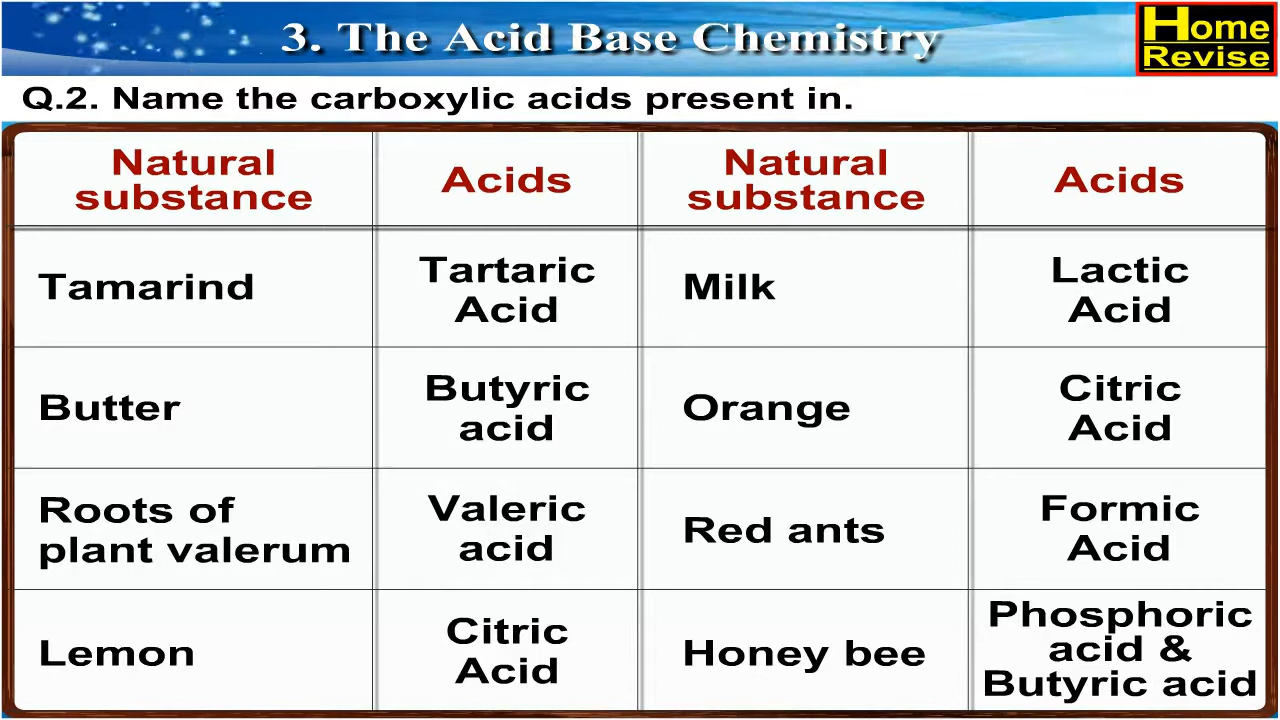 3. The Acid Base Chemistry
Home
Revise
Q.2. Name the carboxylic acids present in.
Natural
substance
Acids
Natural
substance
Acids
Tamarind
Tartaric
Acid
Milk
Lactic
Acid
Butter
Butyric
acid
Orange
Citric
Acid
Roots of
plant valerum
Valeric
acid
Red ants
Formic
Acid
Lemon
Citric
Acid
Honey bee
Phosphoric
acid &
Butyric acid